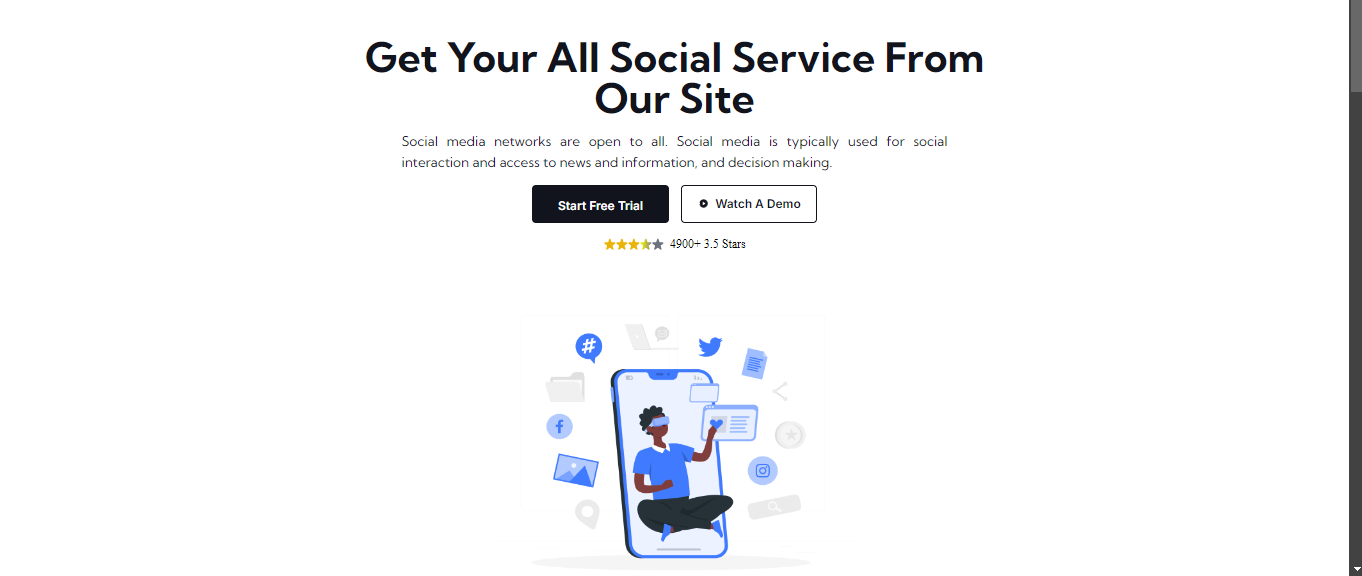 Get Your All Social Service From
Our Site
Social media networks are open to all. Social media is typically used for social
interaction and access to news and information, and decision making.
Start Free Trial
Watch A Demo
4900+ 3.5 Stars
#